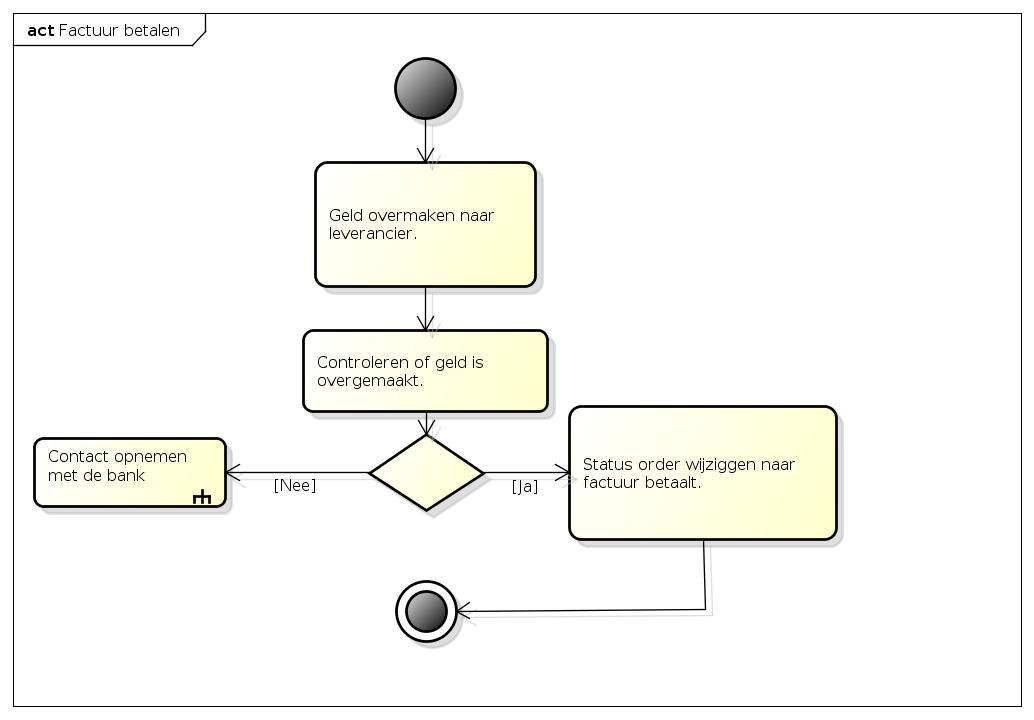 act Factuur betalen
Geld overmaken naar
leverancier.
Controleren of geld is
overgemaakt.
Contact opnemen
met de bank
[Nee]
[Ja]
Status order wijziggen naar
factuur betaalt.